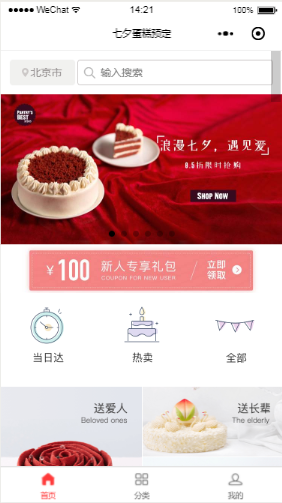 WeChat
14:21
100%
七夕蛋糕预定
北京市
输入搜索
PASTRY'S
BEST
浪漫七夕，遇见爱
8.5折限时抢购
Shop Now
¥100
新人专享礼包
COUPON FOR NEW USER
立即
领取
当日达
热卖
全部
送爱人
Beloved ones
送长辈
The elderly
首页
分类
我的